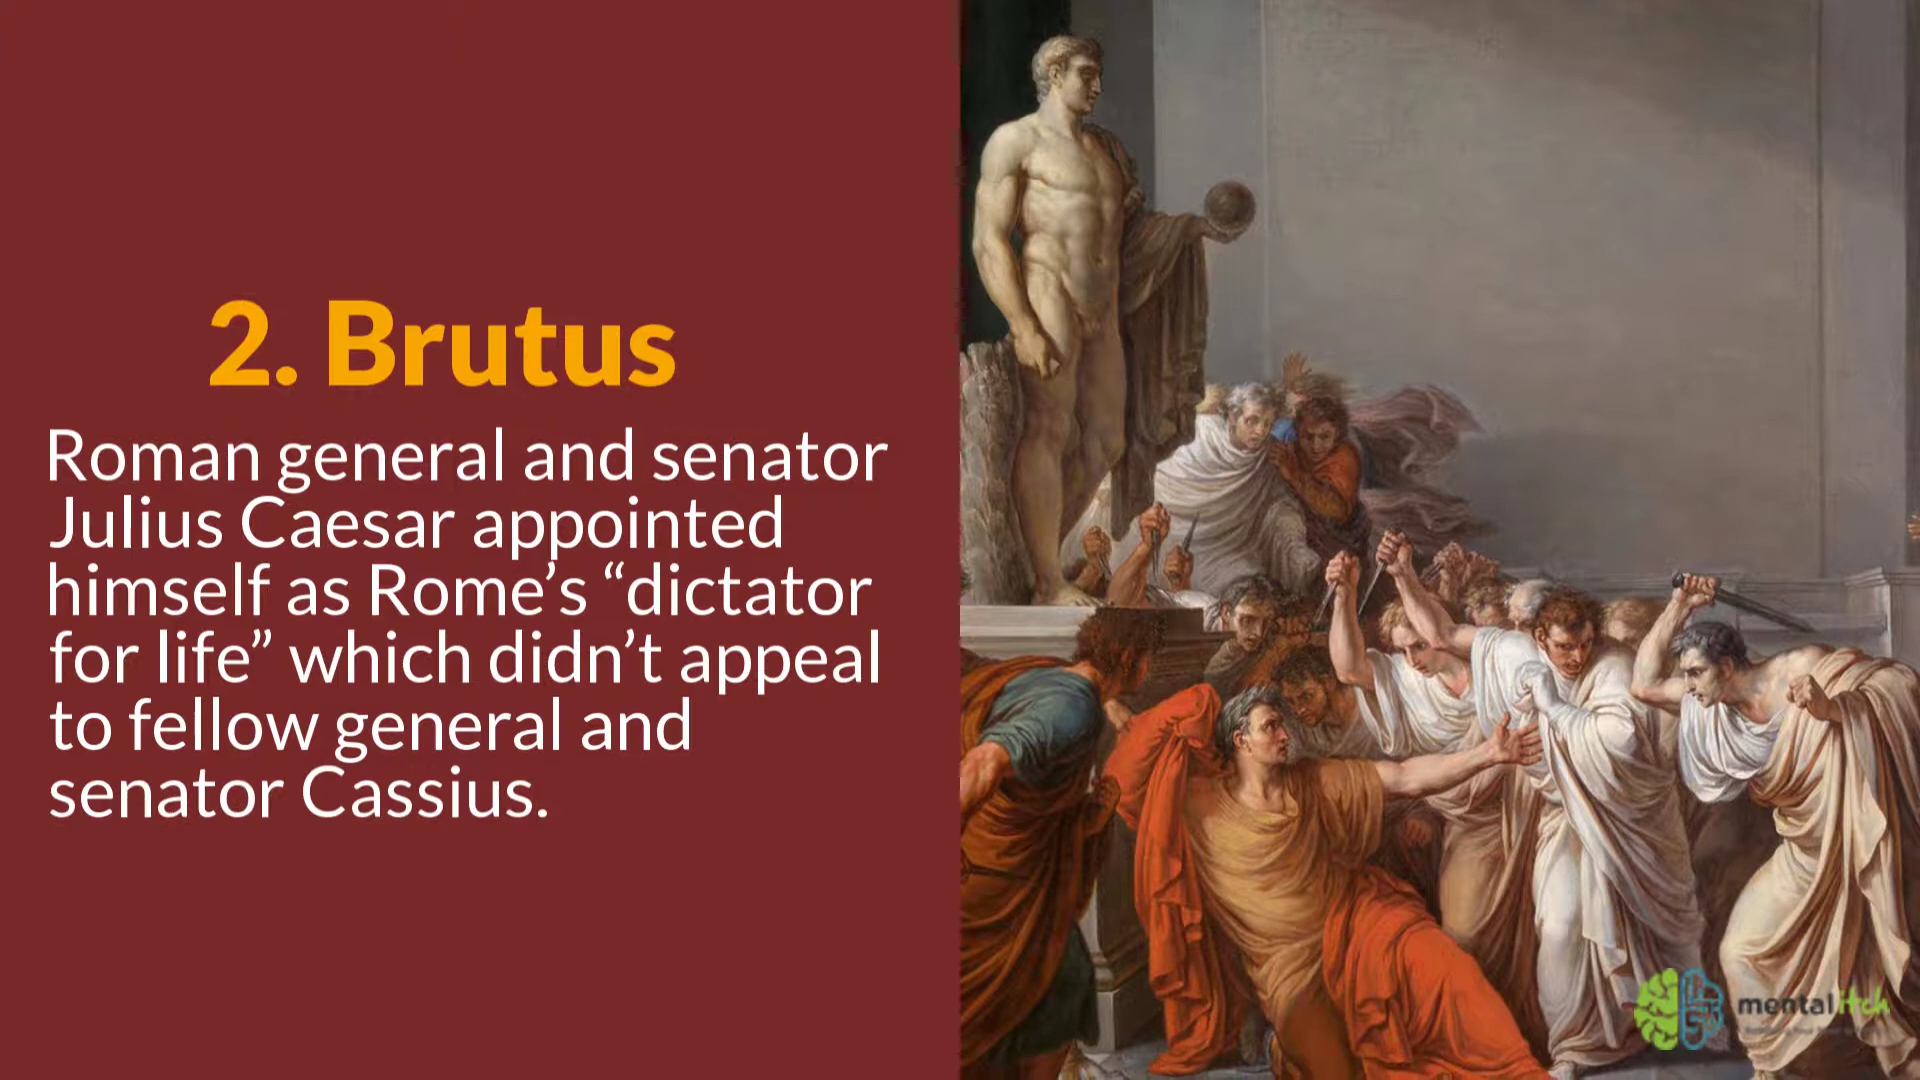 2. Brutus
Roman general and senator
Julius Caesar appointed
himself as Rome’s “dictator
for life” which didn’t appeal
to fellow general and
senator Cassius.
mentalitch